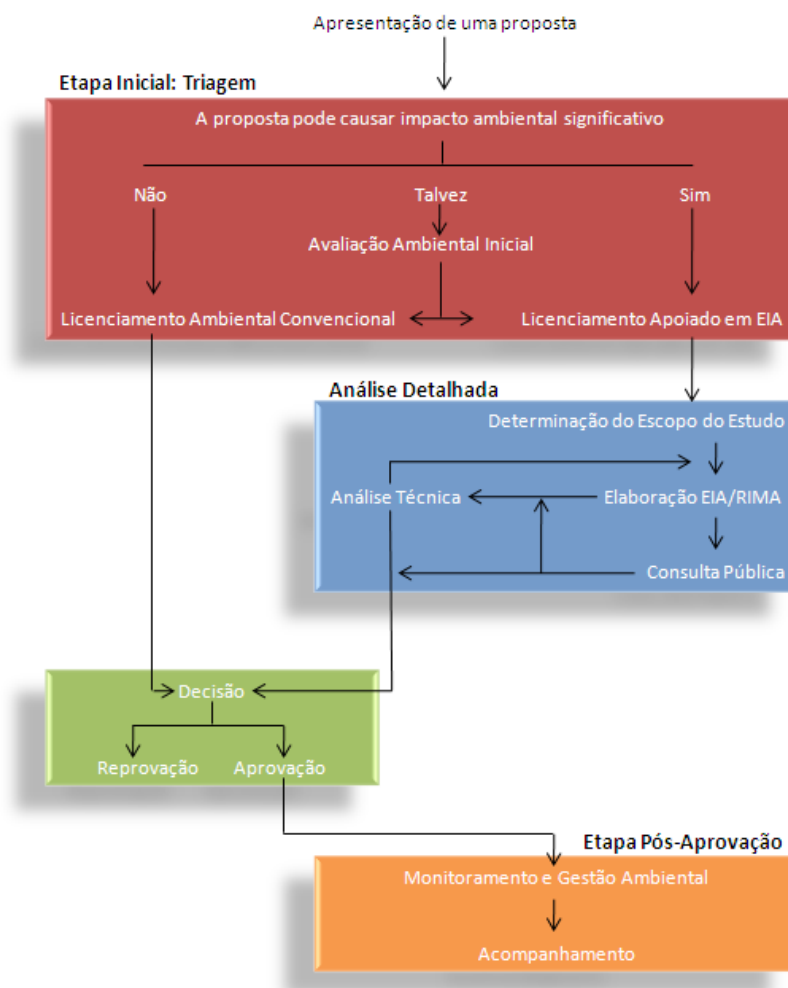 Apresentação de uma proposta
Etapa Inicial: Triagem
A proposta pode causar impacto ambiental significativo
Não
Talvez
Sim
Avaliação Ambiental Inicial
Licenciamento Ambiental Convencional
Licenciamento Apoiado em EIA
Análise Detalhada
Determinação do Escopo do Estudo
Análise Técnica
Elaboração EIA/RIMA
Consulta Pública
Decisão
Reprovação
Aprovação
Etapa Pós-Aprovação
Monitoramento e Gestão Ambiental
Acompanhamento